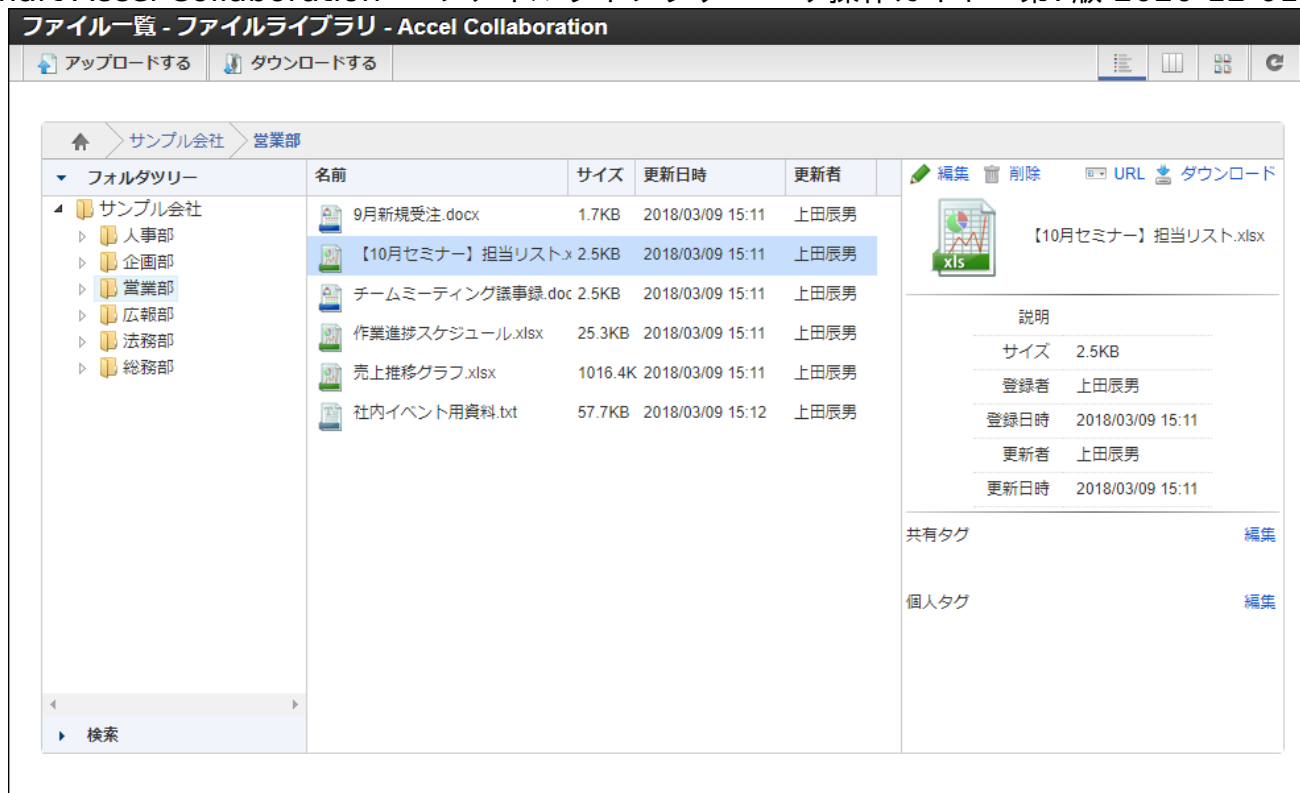 ファイル一覧 - ファイルライブラリ - Accel Collaboration
アップロードする ダウンロードする
サンプル会社 営業部
フォルダツリー
サンプル会社
人事部
企画部
営業部
広報部
法務部
総務部
検索
名前 サイズ 更新日時 更新者
9月新規受注.docx 1.7KB 2018/03/09 15:11 上田辰男
【10月セミナー】担当リスト.x 2.5KB 2018/03/09 15:11 上田辰男
チームミーティング議事録.doc 2.5KB 2018/03/09 15:11 上田辰男
作業進捗スケジュール.xlsx 25.3KB 2018/03/09 15:11 上田辰男
売上推移グラフ.xlsx 1016.4K 2018/03/09 15:11 上田辰男
社内イベント用資料.txt 57.7KB 2018/03/09 15:12 上田辰男
編集 削除 URL ダウンロード
xls
【10月セミナー】担当リスト.xlsx
説明
サイズ 2.5KB
登録者 上田辰男
登録日時 2018/03/09 15:11
更新者 上田辰男
更新日時 2018/03/09 15:11
共有タグ 編集
個人タグ 編集